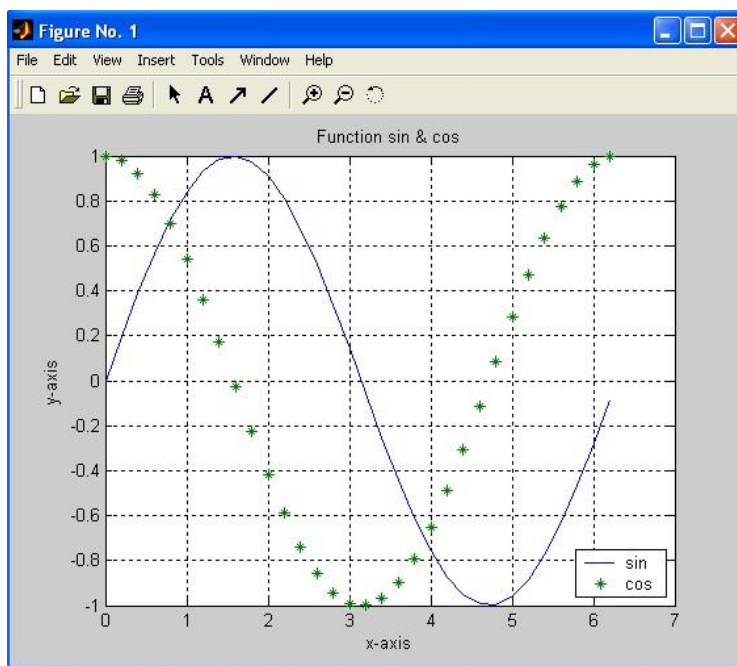 Figure No. 1
File Edit View Insert Tools Window Help
A
Function sin & cos
1
0.8
0.6
0.4
0.2
0
-0.2
-0.4
-0.6
-0.8
-1
y-axis
sin
cos
0 1 2 3 4 5 6 7
x-axis